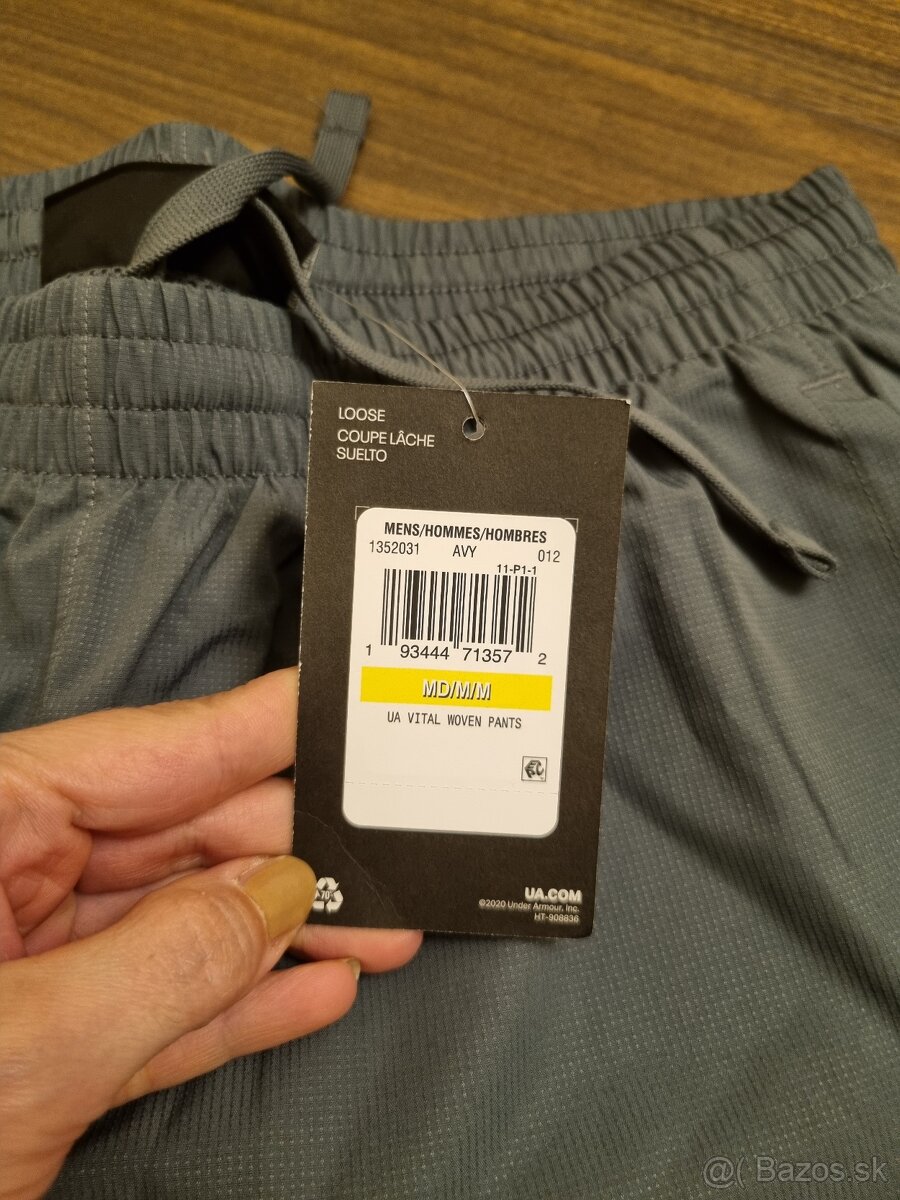 LOOSE
COUPE LÂCHE
SUELTO
MENS/HOMMES/HOMBRES
1352031 AVY 012
11-P1-1
1 93444 71357 2
MD/M/M
UA VITAL WOVEN PANTS
70
UA.COM
©2020 Under Armour, Inc.
HT-908836
@( Bazos.sk